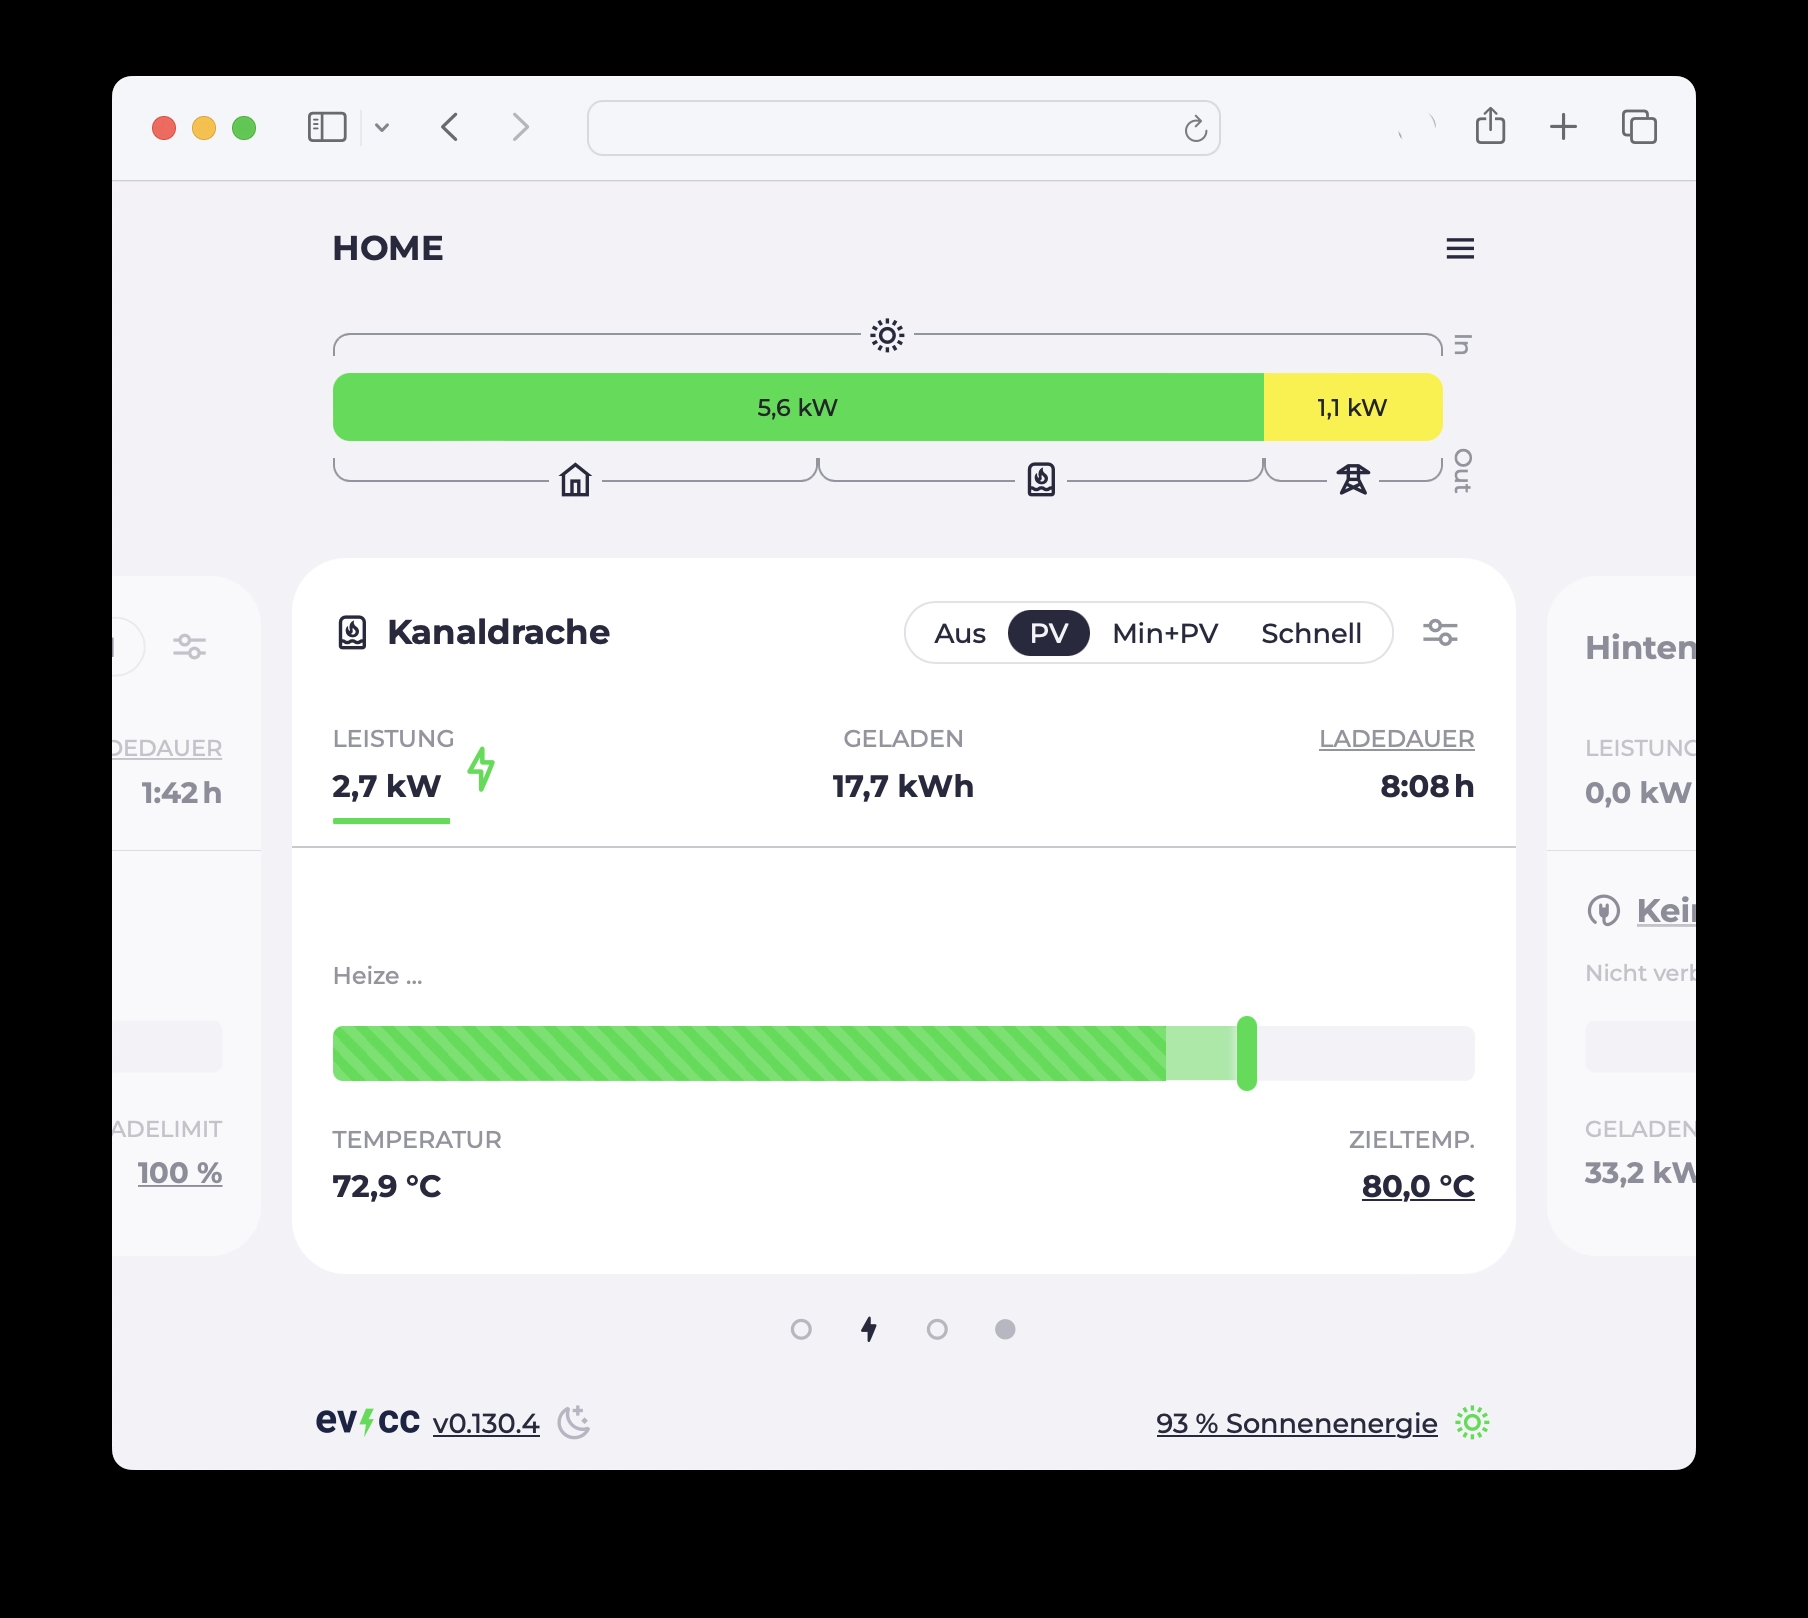 HOME
In
5,6 kW
1,1 kW
Out
Kanaldrache
Aus PV Min+PV Schnell
Hinten
LEISTUNG
GELADEN
LADEDAUER
2,7 kW
17,7 kWh
8:08 h
DEDAUER
1:42 h
LEISTUNG
0,0 kW
Kein
Heize ...
Nicht verb
TEMPERATUR
ZIELTEMP.
72,9 °C
80,0 °C
ADELIMIT
100 %
GELADEN
33,2 kW
evcc v0.130.4
93 % Sonnenenergie